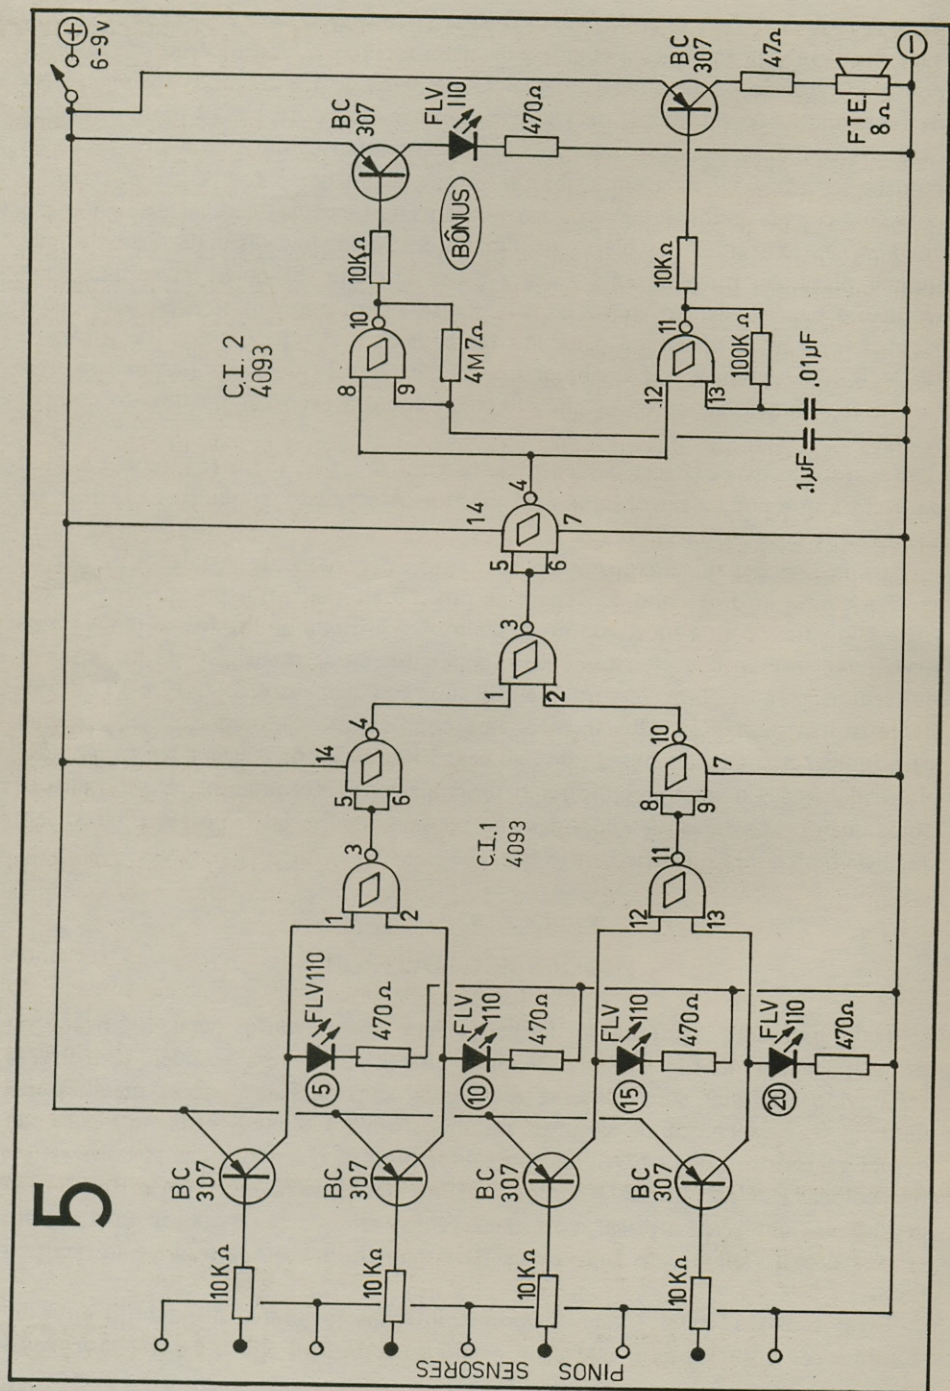 5
6-9v
BC
307
FLV
110
470Ω
BÔNUS
10KΩ
BC
307
47Ω
FTE.
8Ω
10KΩ
C.I. 2
4093
8
9
10
4M7Ω
.12
13
11
100KΩ
.01µF
.1µF
14
5
6
4
7
3
1
2
14
5
6
4
3
1
2
C.I.1
4093
8
9
10
7
11
12
13
FLV110
5
470Ω
FLV
110
10
470Ω
FLV
110
15
470Ω
FLV
110
20
470Ω
BC
307
BC
307
BC
307
BC
307
10KΩ
10KΩ
10KΩ
10KΩ
PINOS SENSORES